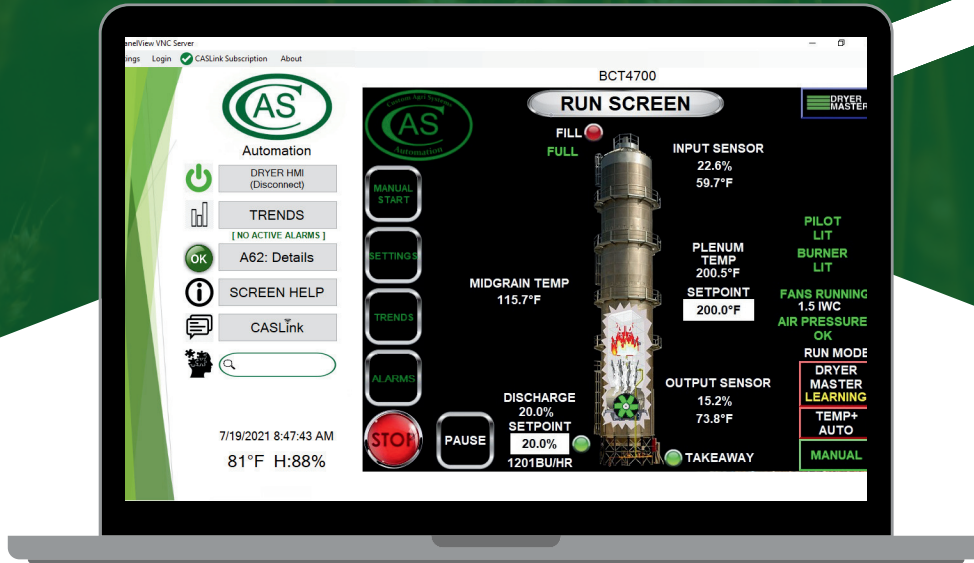 anelView VNC Server
ings Login CASLink Subscription About
AS
Automation
DRYER HMI
(Disconnect)
TRENDS
[ NO ACTIVE ALARMS ]
OK
A62: Details
SCREEN HELP
CASLink
7/19/2021 8:47:43 AM
81°F H:88%
BCT4700
Custom Agri Systems
AS
Automation
RUN SCREEN
DRYER
MASTER
FILL
FULL
INPUT SENSOR
22.6%
59.7°F
MANUAL
START
SETTINGS
TRENDS
ALARMS
STOP
PAUSE
MIDGRAIN TEMP
115.7°F
PLENUM
TEMP
200.5°F
SETPOINT
200.0°F
PILOT
LIT
BURNER
LIT
FANS RUNNING
1.5 IWC
AIR PRESSURE
OK
RUN MODE
DRYER
MASTER
LEARNING
TEMP+
AUTO
MANUAL
OUTPUT SENSOR
15.2%
73.8°F
DISCHARGE
20.0%
SETPOINT
20.0%
1201BU/HR
TAKEAWAY